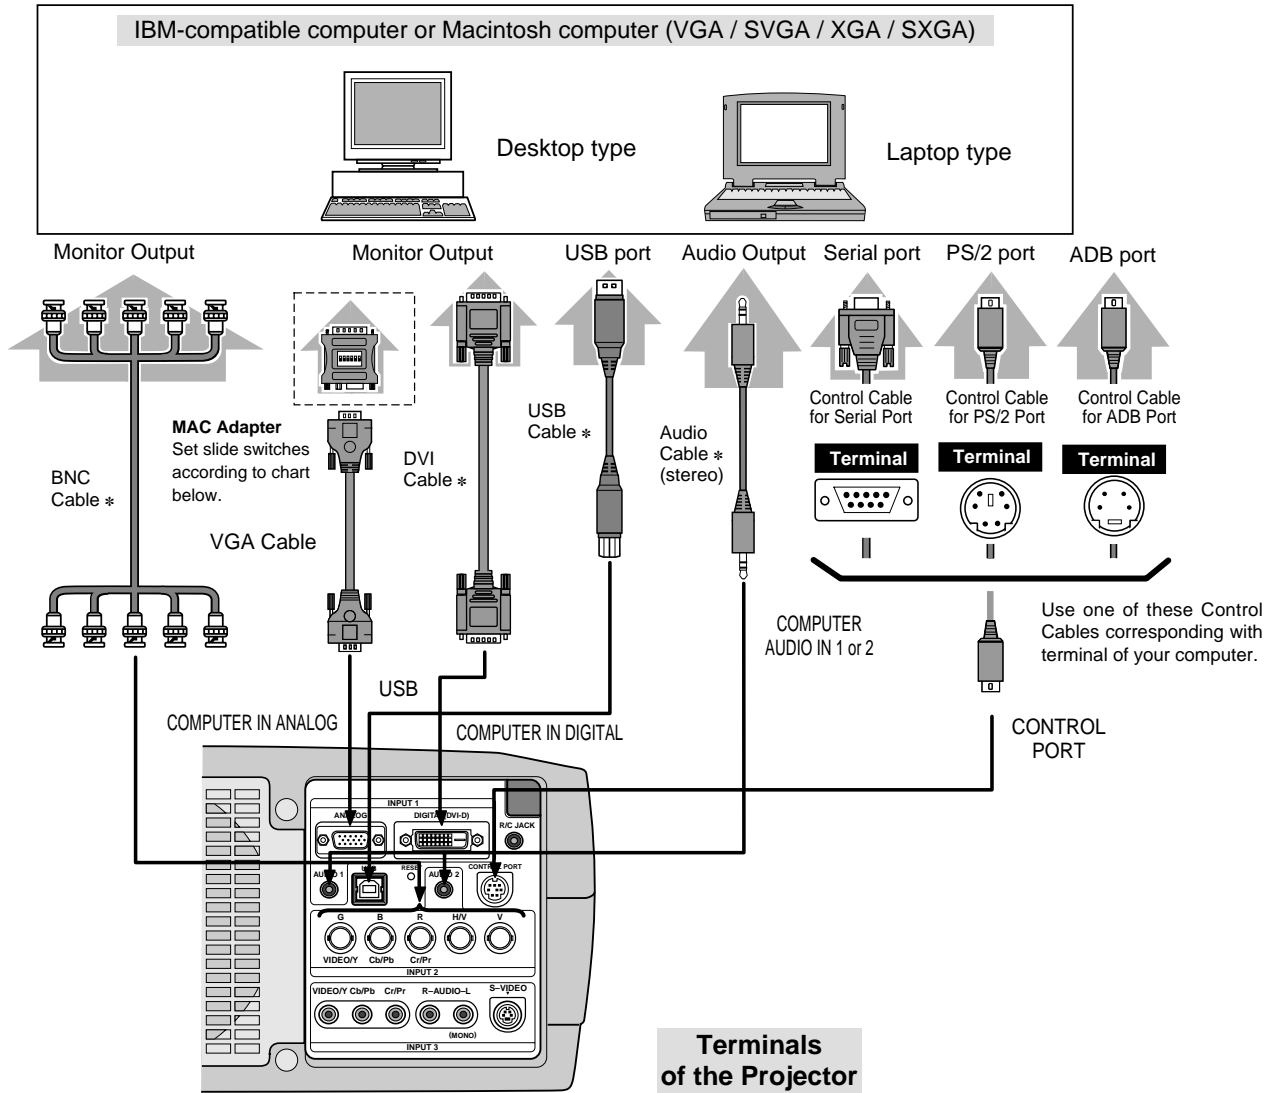 IBM-compatible computer or Macintosh computer (VGA / SVGA / XGA / SXGA)
Desktop type
Laptop type
Monitor Output
Monitor Output
USB port
Audio Output
Serial port
PS/2 port
ADB port
Control Cable
for Serial Port
Control Cable
for PS/2 Port
Control Cable
for ADB Port
MAC Adapter
Set slide switches
according to chart
below.
BNC
Cable *
DVI
Cable *
USB
Cable *
Audio
Cable *
(stereo)
Terminal
Terminal
Terminal
VGA Cable
COMPUTER
AUDIO IN 1 or 2
Use one of these Control
Cables corresponding with
terminal of your computer.
USB
COMPUTER IN ANALOG
COMPUTER IN DIGITAL
CONTROL
PORT
INPUT 1
ANALOG
DIGITAL(DVI-D)
R/C JACK
AUDIO 1
USB
RESET
AUDIO 2
CONTROL PORT
G
B
R
H/V
V
VIDEO/Y
Cb/Pb
Cr/Pr
INPUT 2
VIDEO/Y
Cb/Pb
Cr/Pr
R–AUDIO–L
S–VIDEO
(MONO)
INPUT 3
Terminals
of the Projector